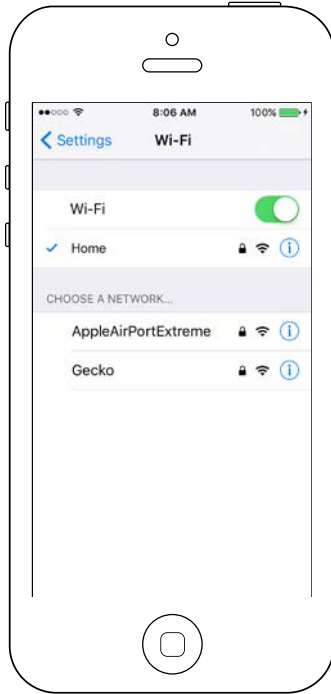 8:06 AM 100%
Settings Wi-Fi
Wi-Fi
Home
CHOOSE A NETWORK...
AppleAirPortExtreme
Gecko